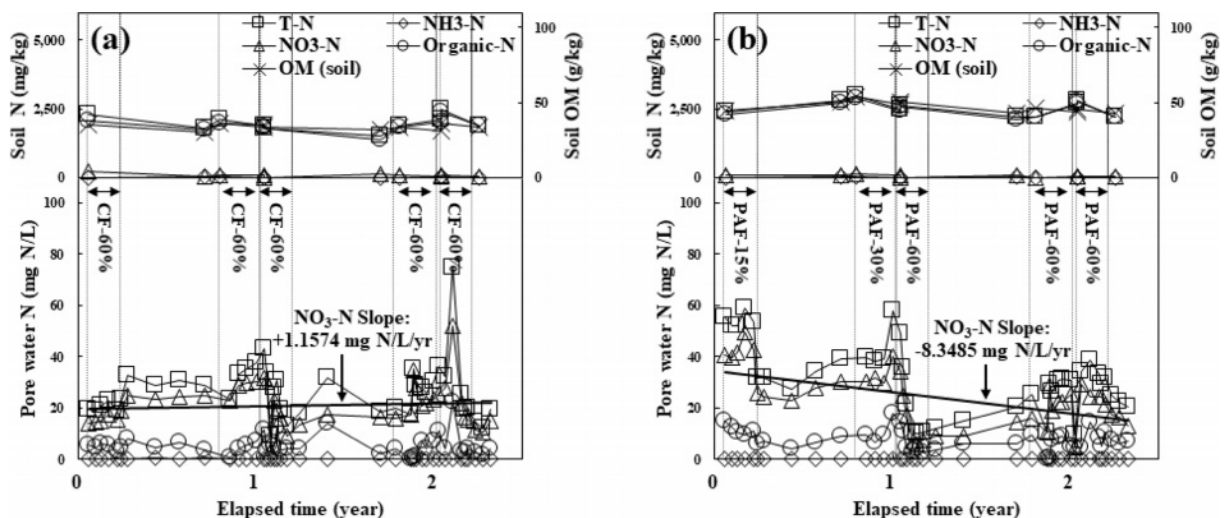 (a)
T-N
NH3-N
NO3-N
Organic-N
OM (soil)
Soil N (mg/kg)
5,000
2,500
0
Soil OM (g/kg)
100
50
0
CF-60%
CF-60%
CF-60%
CF-60%
CF-60%
Pore water N (mg N/L)
100
80
60
40
20
0
NO3-N Slope:
+1.1574 mg N/L/yr
0
1
2
Elapsed time (year)
(b)
T-N
NH3-N
NO3-N
Organic-N
OM (soil)
Soil N (mg/kg)
5,000
2,500
0
Soil OM (g/kg)
100
50
0
PAF-15%
PAF-30%
PAF-60%
PAF-60%
PAF-60%
Pore water N (mg N/L)
100
80
60
40
20
0
NO3-N Slope:
-8.3485 mg N/L/yr
0
1
2
Elapsed time (year)